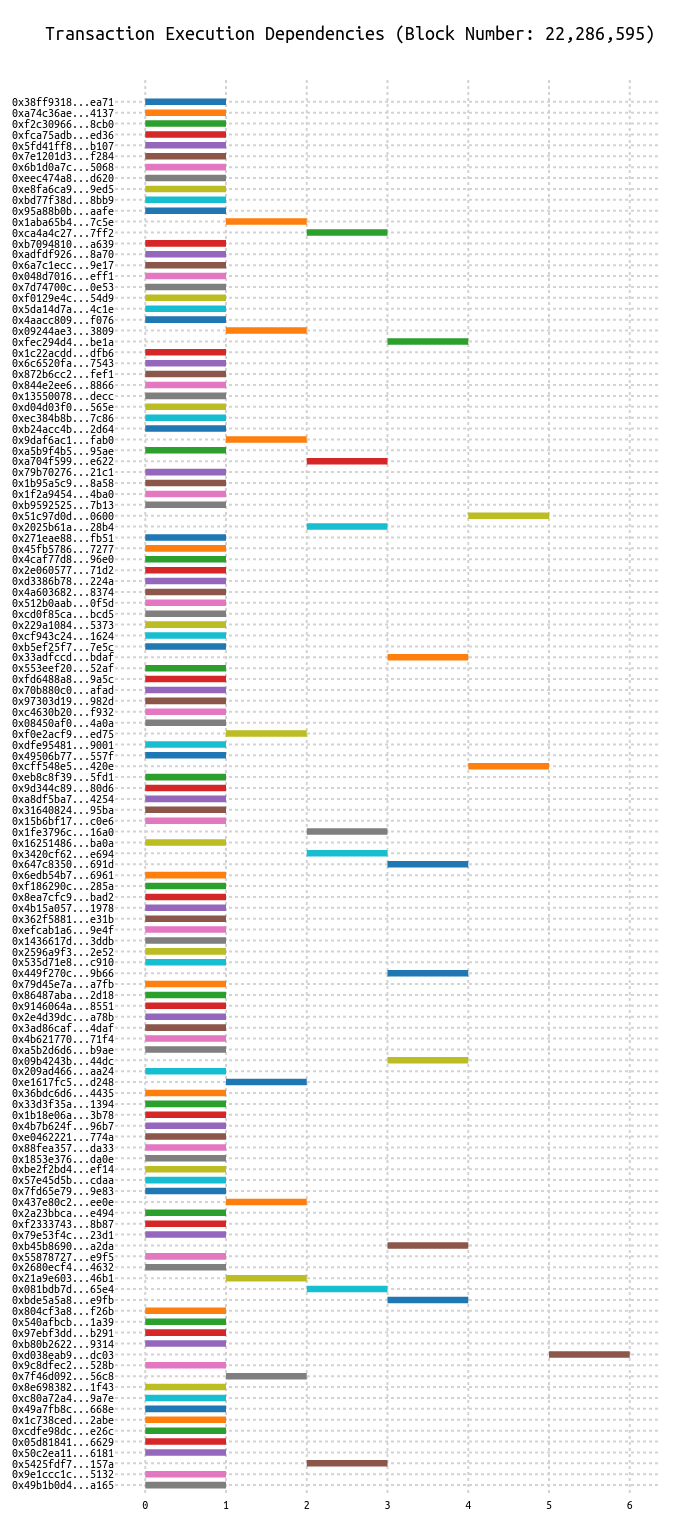 Transaction Execution Dependencies (Block Number: 22,286,595)
0x38ff9318...ea71
0xa74c36ae...4137
0xf2c30966...8cb0
0xfca75adb...ed36
0x5fd41ff8...b107
0x7e1201d3...f284
0x6b1d0a7c...5068
0xeec474a8...d620
0xe8fa6ca9...9ed5
0xbd77f38d...8bb9
0x95a88b0b...aafe
0x1aba65b4...7c5e
0xca4a4c27...7ff2
0xb7094810...a639
0xadfdf926...8a70
0x6a7c1ecc...9e17
0x048d7016...eff1
0x7d74700c...0e53
0xf0129e4c...54d9
0x5da14d7a...4c1e
0x4aacc809...f076
0x09244ae3...3809
0xfec294d4...be1a
0x1c22acdd...dfb6
0x6c6520fa...7543
0x872b6cc2...fef1
0x844e2ee6...8866
0x13550078...decc
0xd04d03f0...565e
0xec384b8b...7c86
0xb24acc4b...2d64
0x9daf6ac1...fab0
0xa5b9f4b5...95ae
0xa704f599...e622
0x79b70276...21c1
0x1b95a5c9...8a58
0x1f2a9454...4ba0
0xb9592525...7b13
0x51c97d0d...0600
0x2025b61a...28b4
0x271eae88...fb51
0x45fb5786...7277
0x4caf77d8...96e0
0x2e060577...71d2
0xd3386b78...224a
0x4a603682...8374
0x512b0aab...0f5d
0xcd0f85ca...bcd5
0x229a1084...5373
0xcf943c24...1624
0xb5ef25f7...7e5c
0x33adfccd...bdaf
0x553eef20...52af
0xfd6488a8...9a5c
0x70b880c0...afad
0x97303d19...982d
0xc4630b20...f932
0x08450af0...4a0a
0xf0e2acf9...ed75
0xdfe95481...9001
0x49506b77...557f
0xcff548e5...420e
0xeb8c8f39...5fd1
0x9d344c89...80d6
0xa8df5ba7...4254
0x31640824...95ba
0x15b6bf17...c0e6
0x1fe3796c...16a0
0x16251486...ba0a
0x3420cf62...e694
0x647c8350...691d
0x6edb54b7...6961
0xf186290c...285a
0x8ea7cfc9...bad2
0x4b15a057...1978
0x362f5881...e31b
0xefcab1a6...9e4f
0x1436617d...3ddb
0x2596a9f3...2e52
0x535d71e8...c910
0x449f270c...9b66
0x79d45e7a...a7fb
0x86487aba...2d18
0x9146064a...8551
0x2e4d39dc...a78b
0x3ad86caf...4daf
0x4b621770...71f4
0xa5b2d6d6...b9ae
0x09b4243b...44dc
0x209ad466...aa24
0xe1617fc5...d248
0x36bdc6d6...4435
0x33d3f35a...1394
0x1b18e06a...3b78
0x4b7b624f...96b7
0xe0462221...774a
0x88fea357...da33
0x1853e376...da0e
0xbe2f2bd4...ef14
0x57e45d5b...cdaa
0x7fd65e79...9e83
0x437e80c2...ee0e
0x2a23bbca...e494
0xf2333743...8b87
0x79e53f4c...23d1
0xb45b8690...a2da
0x55878727...e9f5
0x2680ecf4...4632
0x21a9e603...46b1
0x081bdb7d...65e4
0xbde5a5a8...e9fb
0x804cf3a8...f26b
0x540afbcb...1a39
0x97ebf3dd...b291
0xb80b2622...9314
0xd038eab9...dc03
0x9c8dfec2...528b
0x7f46d092...56c8
0x8e698382...1f43
0xc80a72a4...9a7e
0x49a7fb8c...668e
0x1c738ced...2abe
0xcdfe98dc...e26c
0x05d81841...6629
0x50c2ea11...6181
0x5425fdf7...157a
0x9e1ccc1c...5132
0x49b1b0d4...a165
0 1 2 3 4 5 6